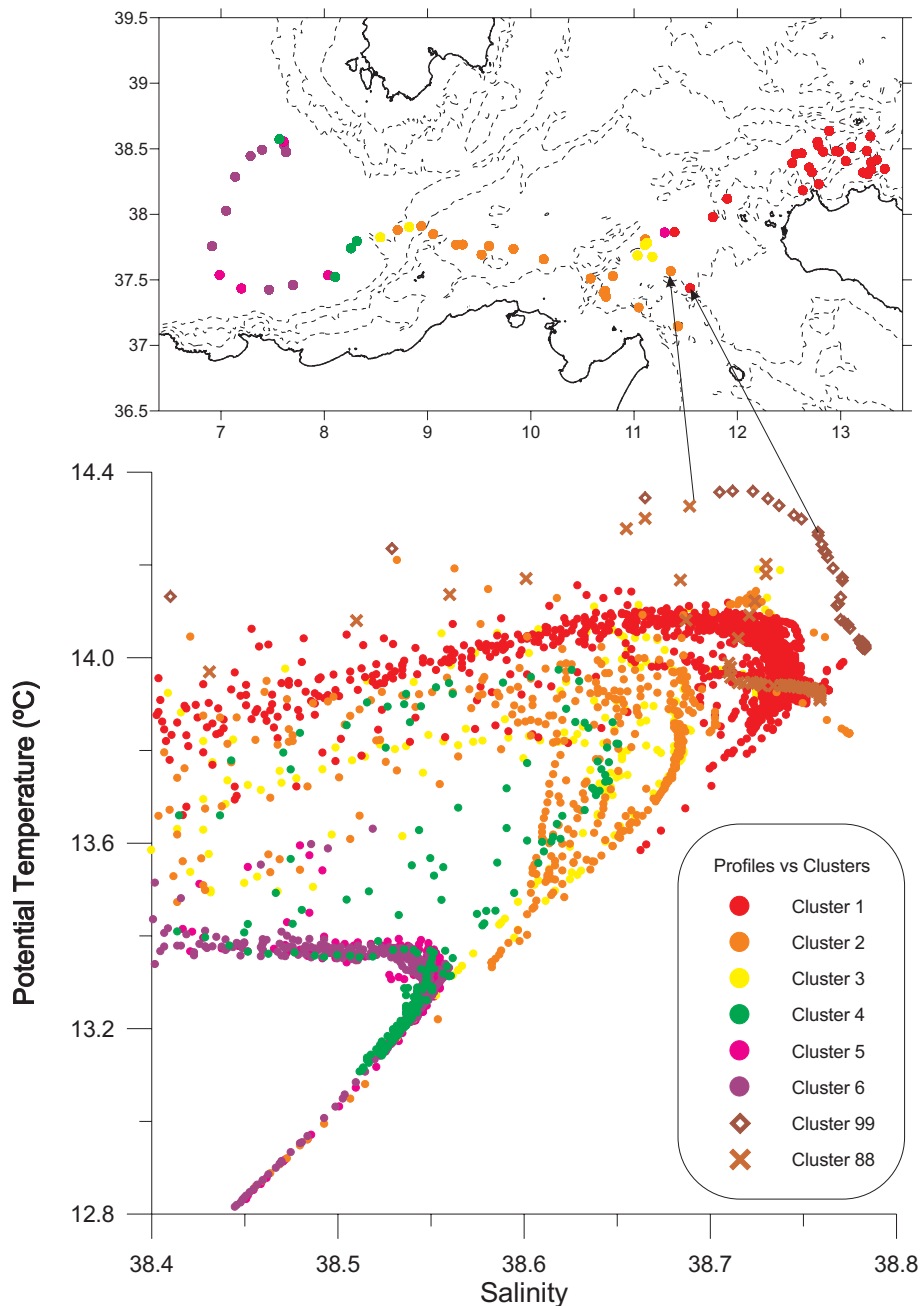 39.5
39
38.5
38
37.5
37
36.5
7 8 9 10 11 12 13
14.4
14.0
13.6
13.2
12.8
Potential Temperature (ºC)
38.4 38.5 38.6 38.7 38.8
Salinity
Profiles vs Clusters
Cluster 1
Cluster 2
Cluster 3
Cluster 4
Cluster 5
Cluster 6
Cluster 99
Cluster 88